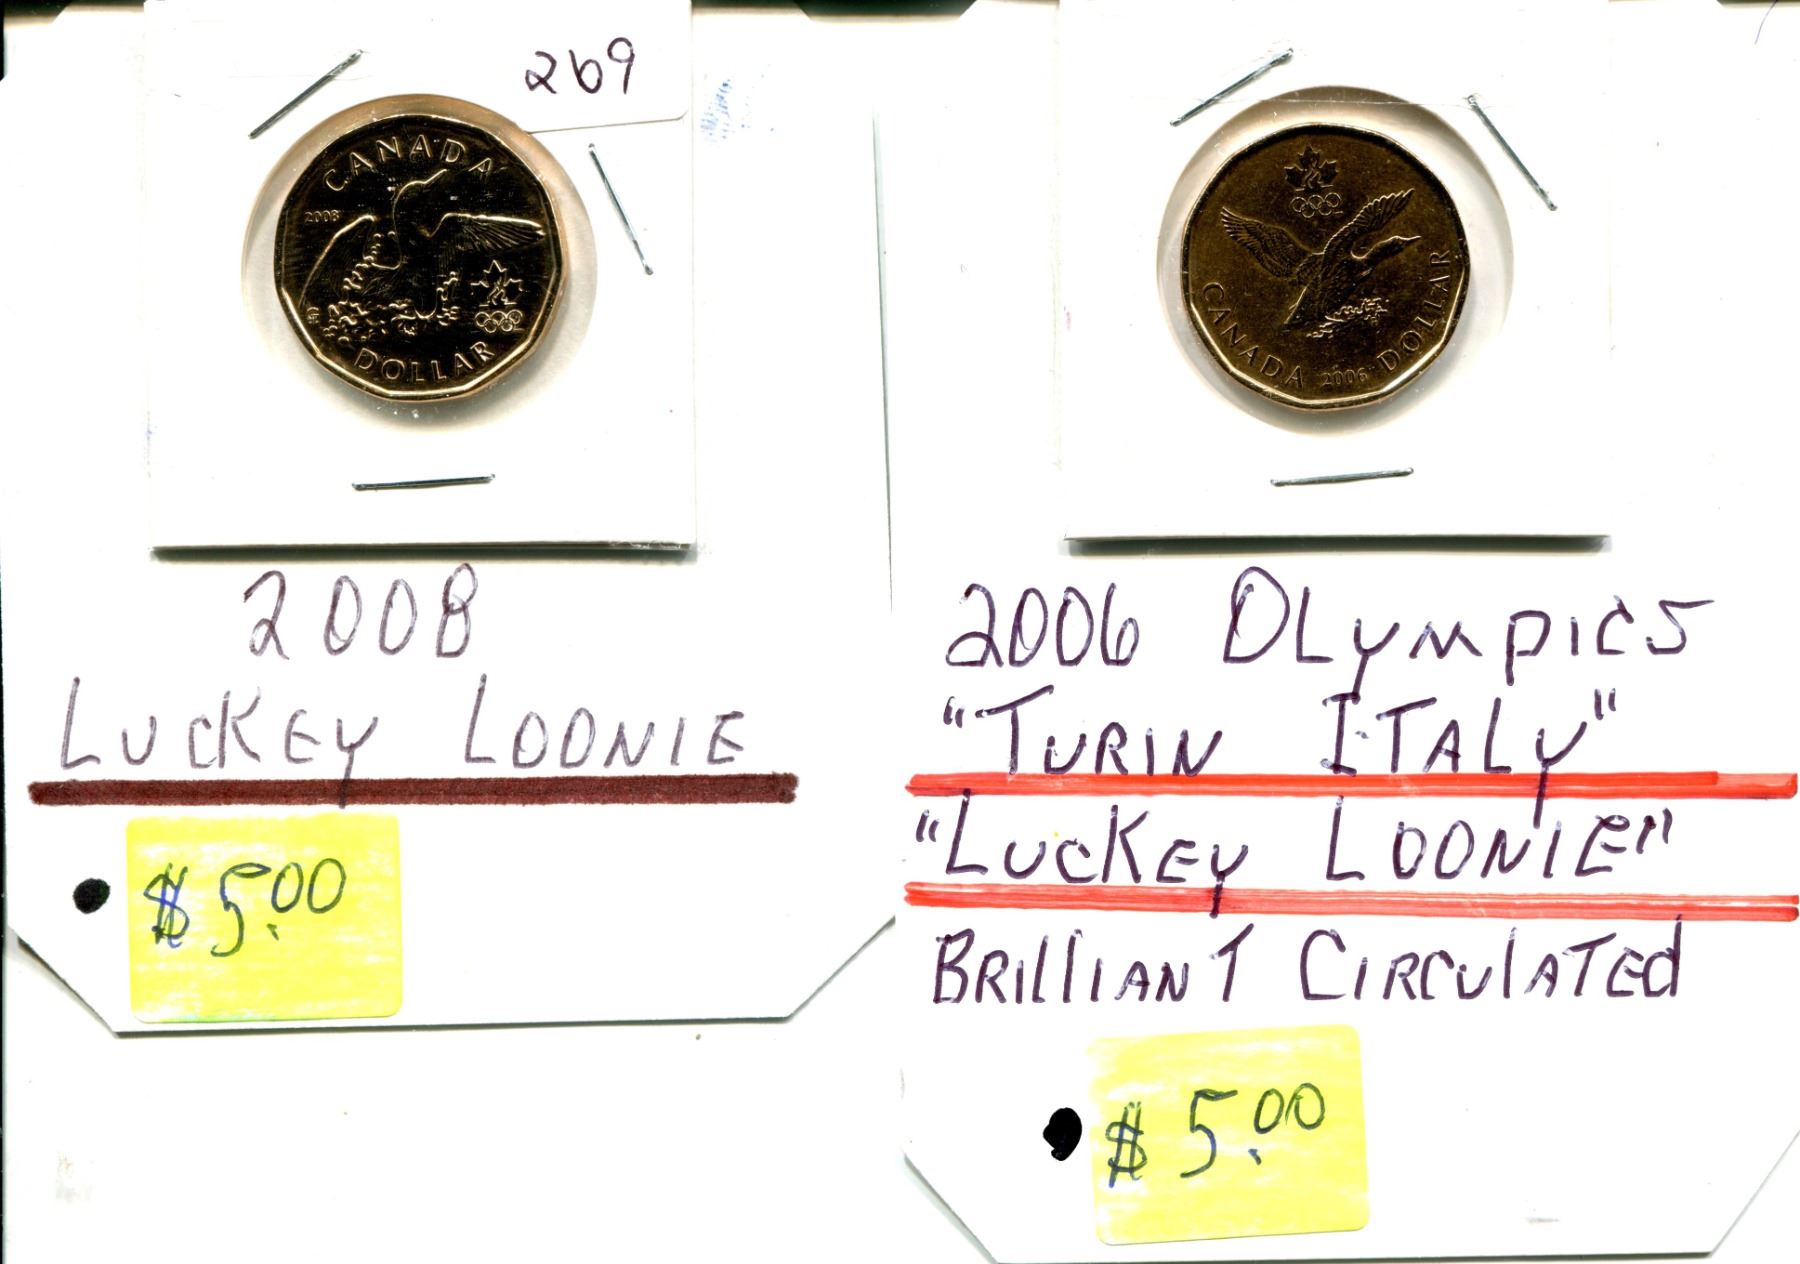 269
CANADA
2008
DOLLAR
2008
LUCKEY LOONIE
$5.00
CANADA 2006 DOLLAR
2006 OLYMPICS
"TURIN ITALY"
"LUCKEY LOONIE"
BRILLIANT CIRCULATED
$5.00